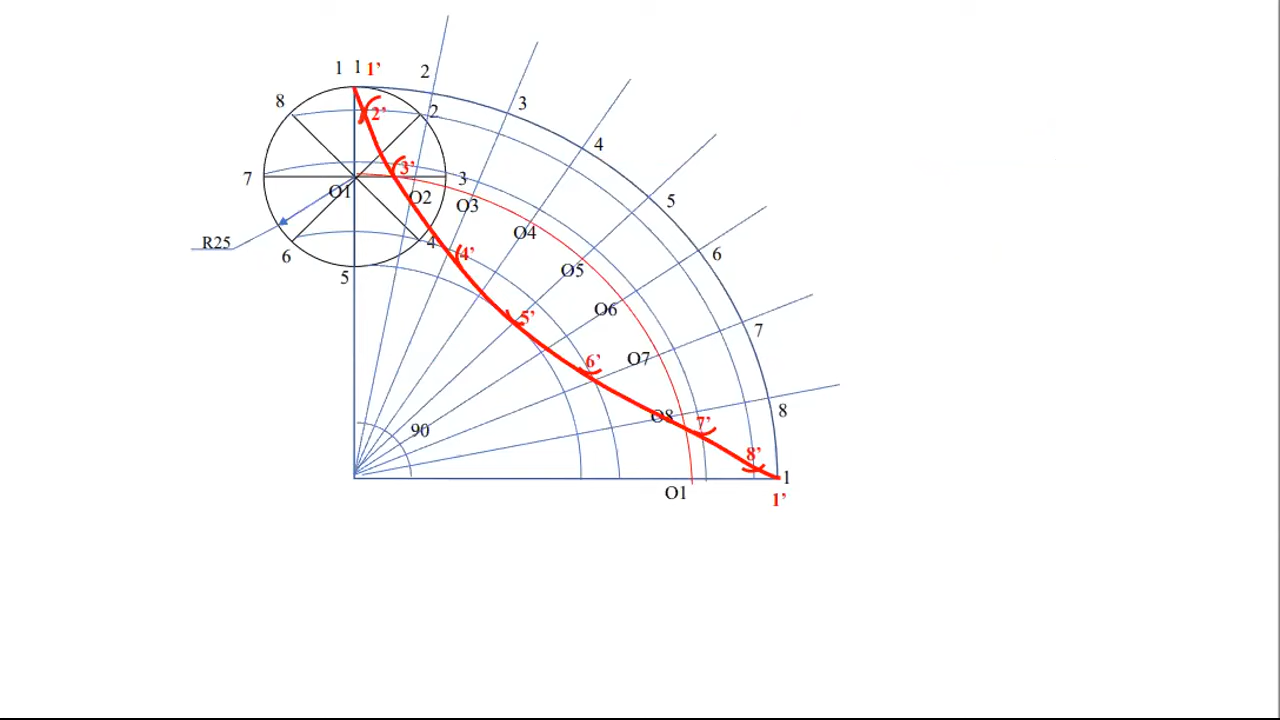 1 1 1’ 2
8 2’ 2 3
4
7 3’ 3
O1 O2 O3 5
R25 6 4 4’ O4 6
5 O5
5’ O6 7
6’ O7
90 O8 7’ 8
8’
O1 1
1’